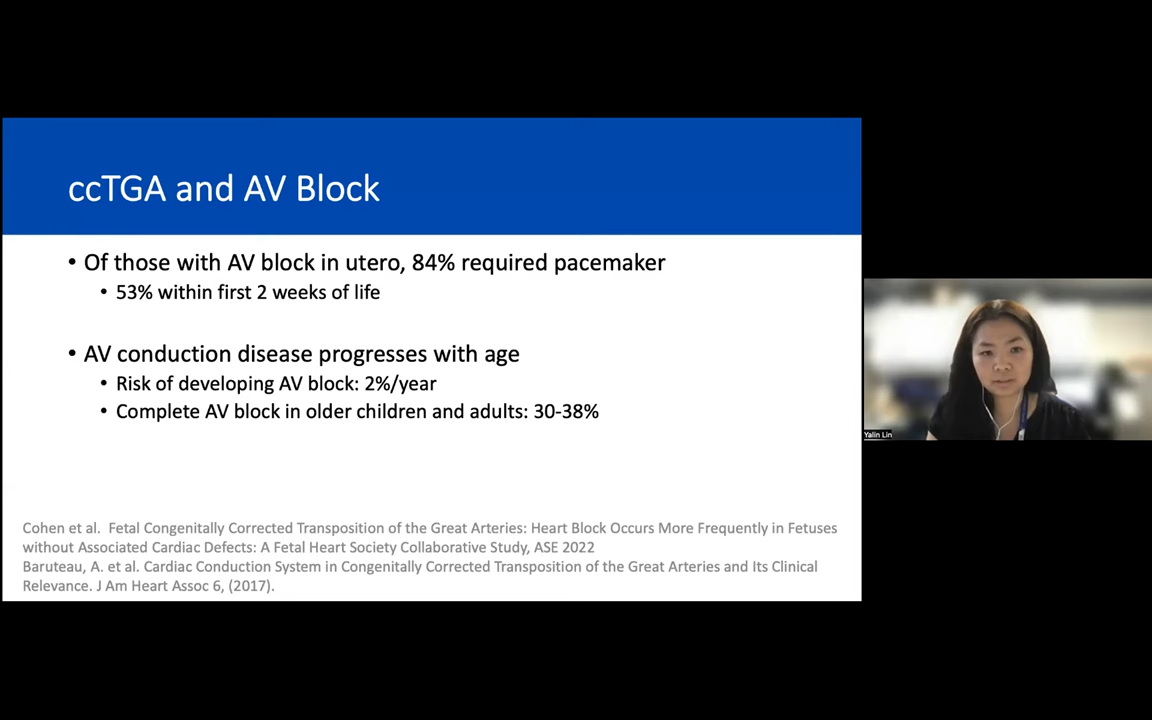 ccTGA and AV Block
• Of those with AV block in utero, 84% required pacemaker
• 53% within first 2 weeks of life
• AV conduction disease progresses with age
• Risk of developing AV block: 2%/year
• Complete AV block in older children and adults: 30-38%
Cohen et al.  Fetal Congenitally Corrected Transposition of the Great Arteries: Heart Block Occurs More Frequently in Fetuses
without Associated Cardiac Defects: A Fetal Heart Society Collaborative Study, ASE 2022
Baruteau, A. et al. Cardiac Conduction System in Congenitally Corrected Transposition of the Great Arteries and Its Clinical
Relevance. J Am Heart Assoc 6, (2017).
Yalin Lin